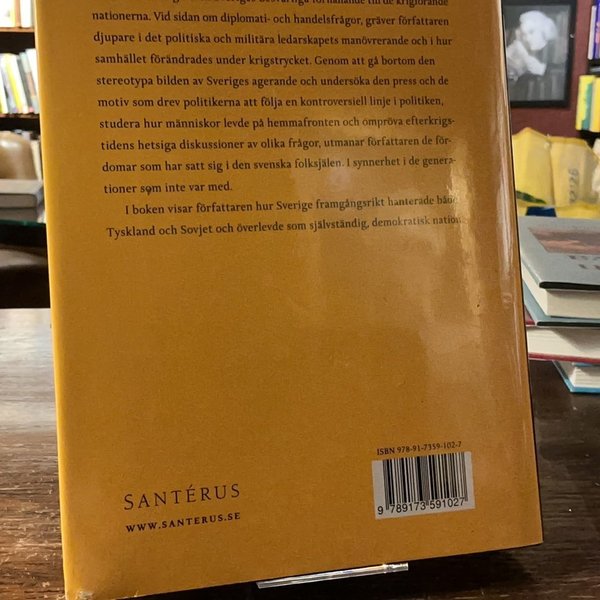 nationerna. Vid sidan om diplomati- och handelsfrågor, gräver författaren
djupare i det politiska och militära ledarskapets manövrerande och i hur
samhället förändrades under krigstrycket. Genom att gå bortom den
stereotypa bilden av Sveriges agerande och undersöka den press och de
motiv som drev politikerna att följa en kontroversiell linje i politiken,
studera hur människor levde på hemmafronten och ompröva efterkrigs-
tidens hetsiga diskussioner av olika frågor, utmanar författaren de för-
domar som har satt sig i den svenska folksjälen. I synnerhet i de genera-
tioner som inte var med.
I boken visar författaren hur Sverige framgångsrikt hanterade både
Tyskland och Sovjet och överlevde som självständig, demokratisk nation.
ISBN 978-91-7359-102-7
9 789173 591027
SANTÉRUS
WWW.SANTERUS.SE